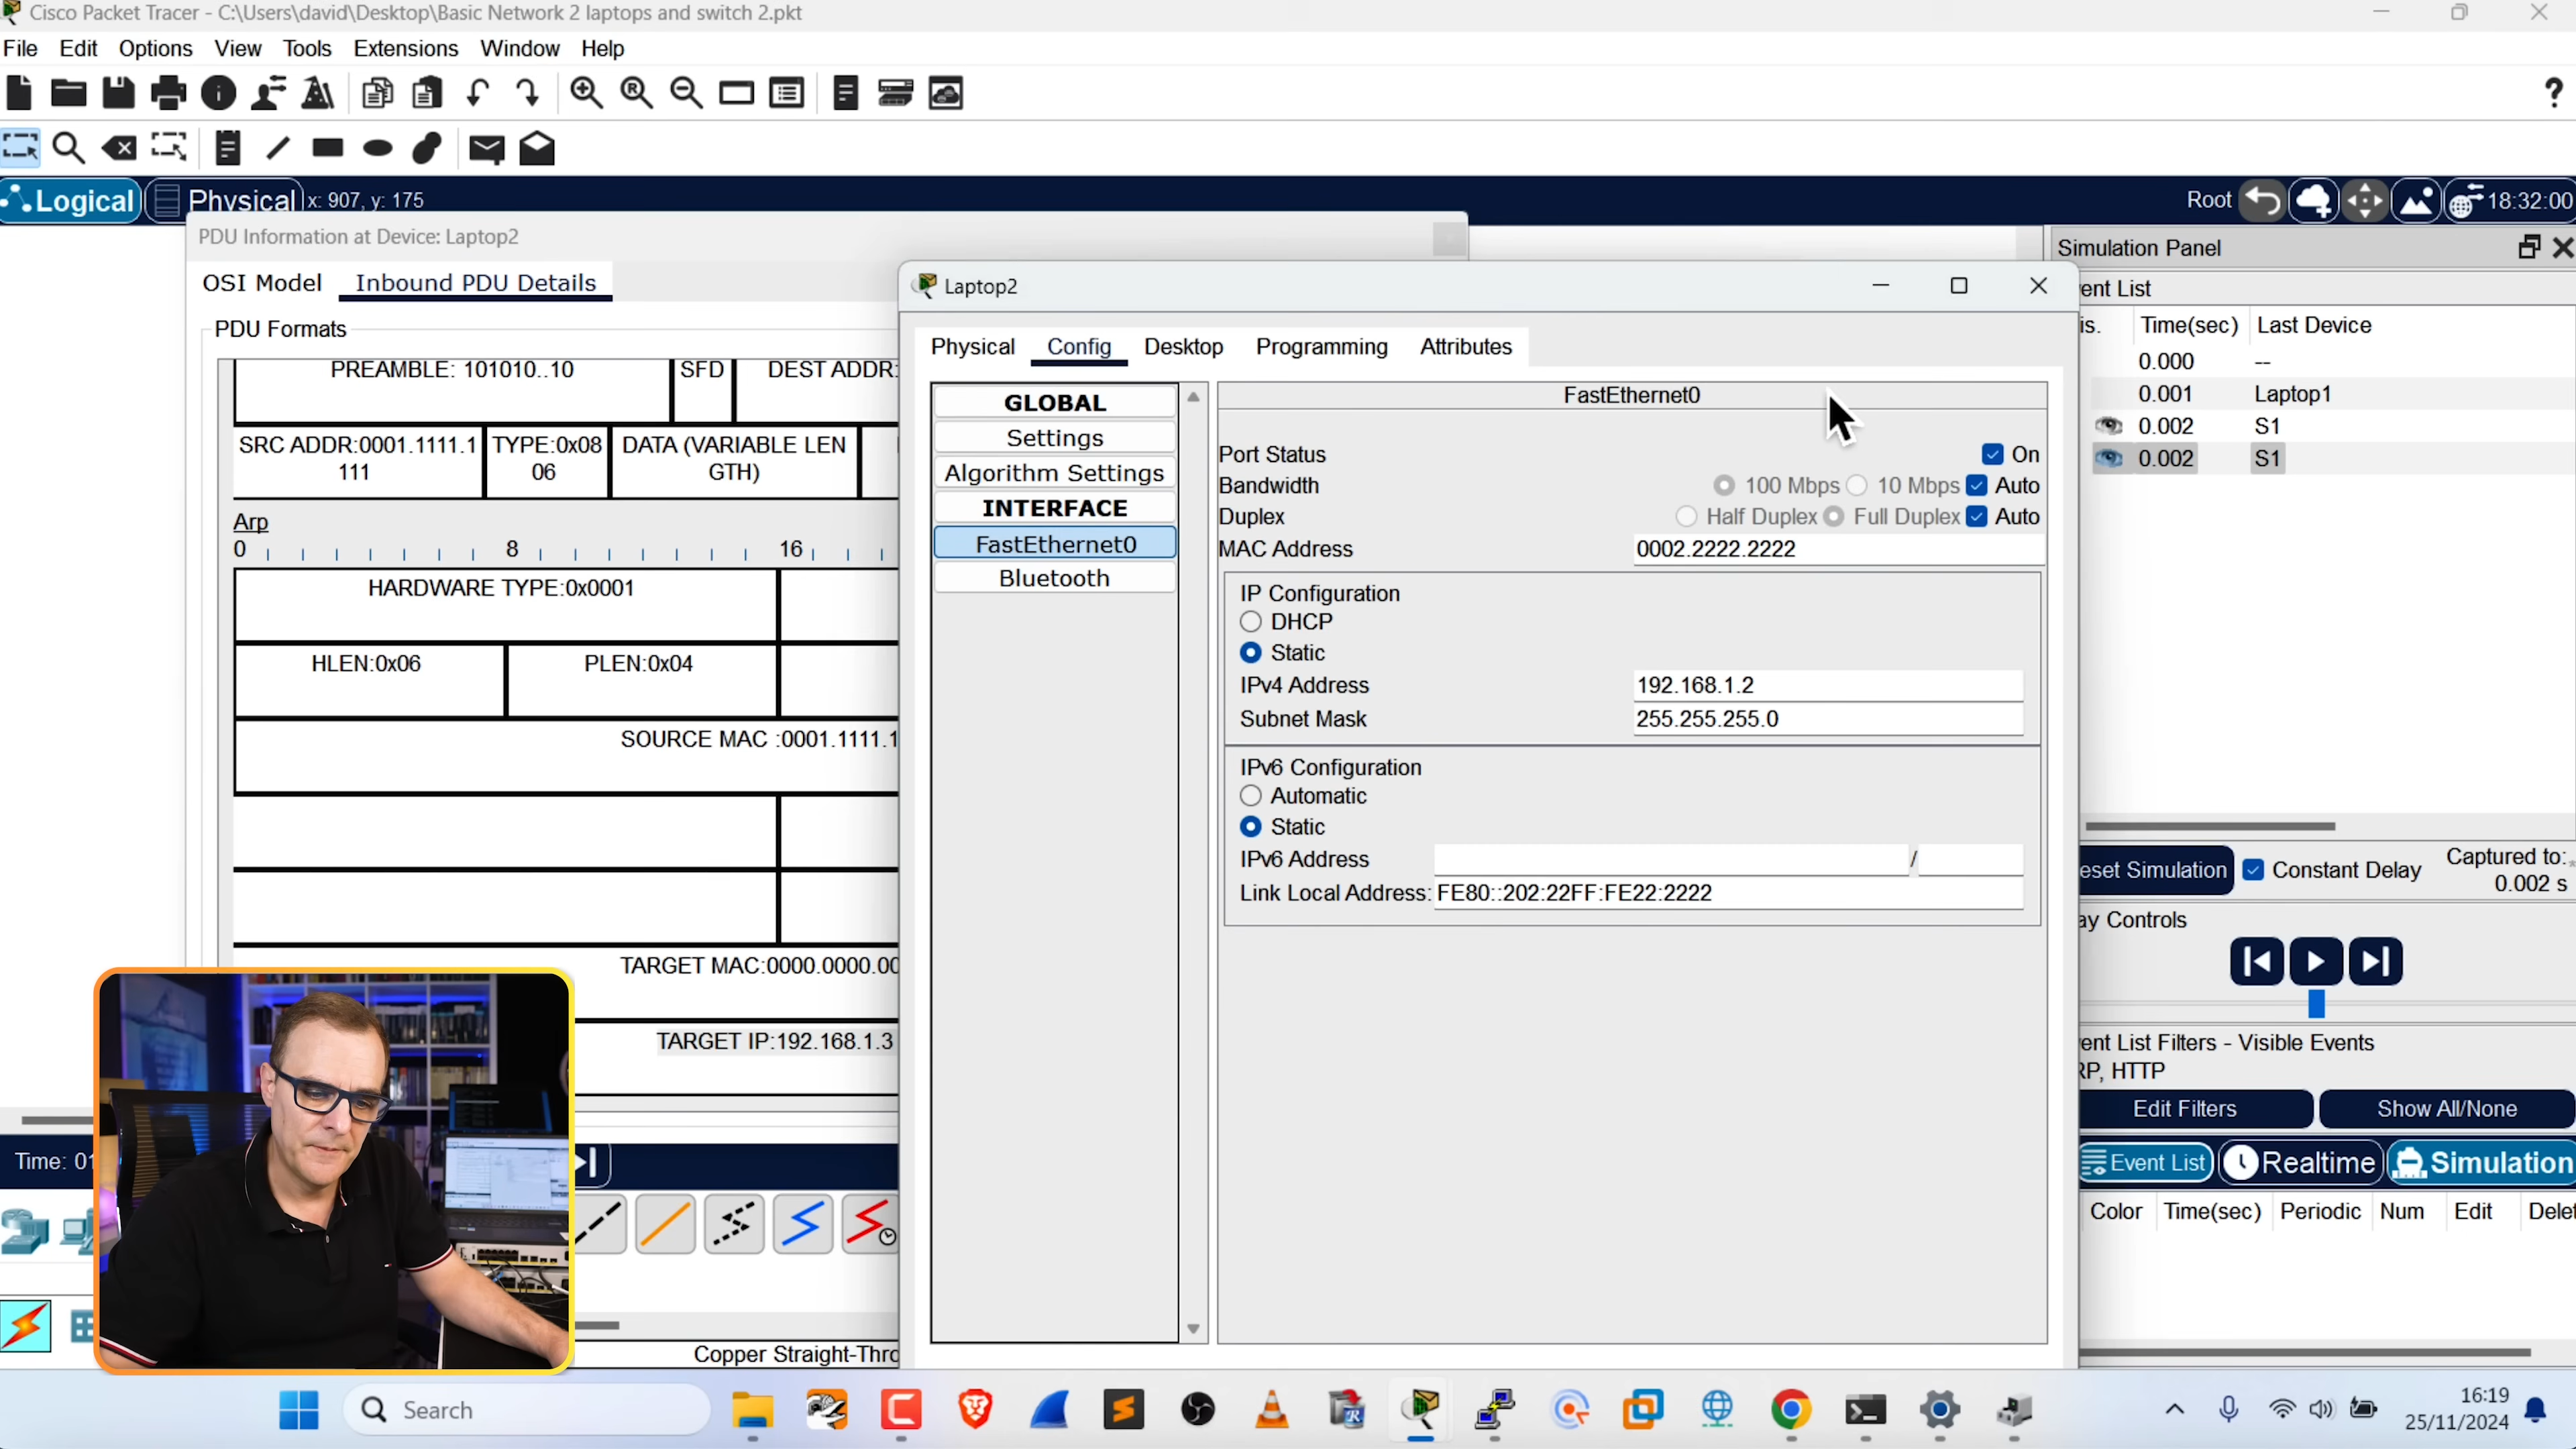 Cisco Packet Tracer - C:\Users\david\Desktop\Basic Network 2 laptops and switch 2.pkt
File Edit Options View Tools Extensions Window Help
Logical Physical x: 907, y: 175 Root 18:32:00
PDU Information at Device: Laptop2
OSI Model Inbound PDU Details
PDU Formats
PREAMBLE: 101010..10 SFD DEST ADDR:
SRC ADDR:0001.1111.1 TYPE:0x08 DATA (VARIABLE LEN
111 06 GTH)
Arp
0 8 16
HARDWARE TYPE:0x0001
HLEN:0x06 PLEN:0x04
SOURCE MAC :0001.1111.1
TARGET MAC:0000.0000.00
TARGET IP:192.168.1.3
Time: 01
Copper Straight-Thro
Laptop2
Physical Config Desktop Programming Attributes
GLOBAL
Settings
Algorithm Settings
INTERFACE
FastEthernet0
Bluetooth
FastEthernet0
Port Status On
Bandwidth 100 Mbps 10 Mbps Auto
Duplex Half Duplex Full Duplex Auto
MAC Address 0002.2222.2222
IP Configuration
DHCP
Static
IPv4 Address 192.168.1.2
Subnet Mask 255.255.255.0
IPv6 Configuration
Automatic
Static
IPv6 Address /
Link Local Address: FE80::202:22FF:FE22:2222
Simulation Panel
ent List
is. Time(sec) Last Device
0.000 --
0.001 Laptop1
0.002 S1
0.002 S1
eset Simulation Constant Delay Captured to:
0.002 s
ay Controls
ent List Filters - Visible Events
RP, HTTP
Edit Filters Show All/None
Event List Realtime Simulation
Color Time(sec) Periodic Num Edit Delet
Search
16:19
25/11/2024